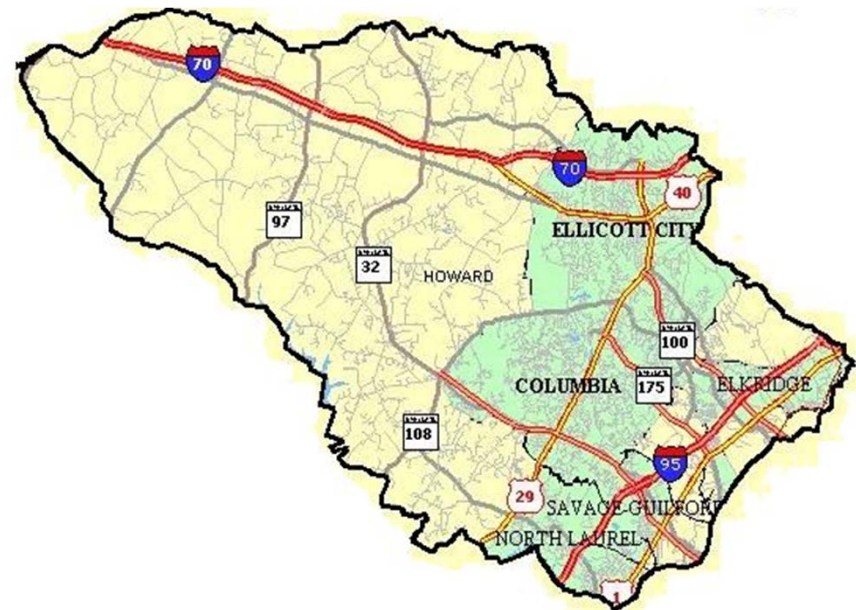 70
70
40
ELLICOTT CITY
97
32
HOWARD
100
COLUMBIA
175
ELKRIDGE
108
95
29
SAVAGE-GUILFORD
NORTH LAUREL
1